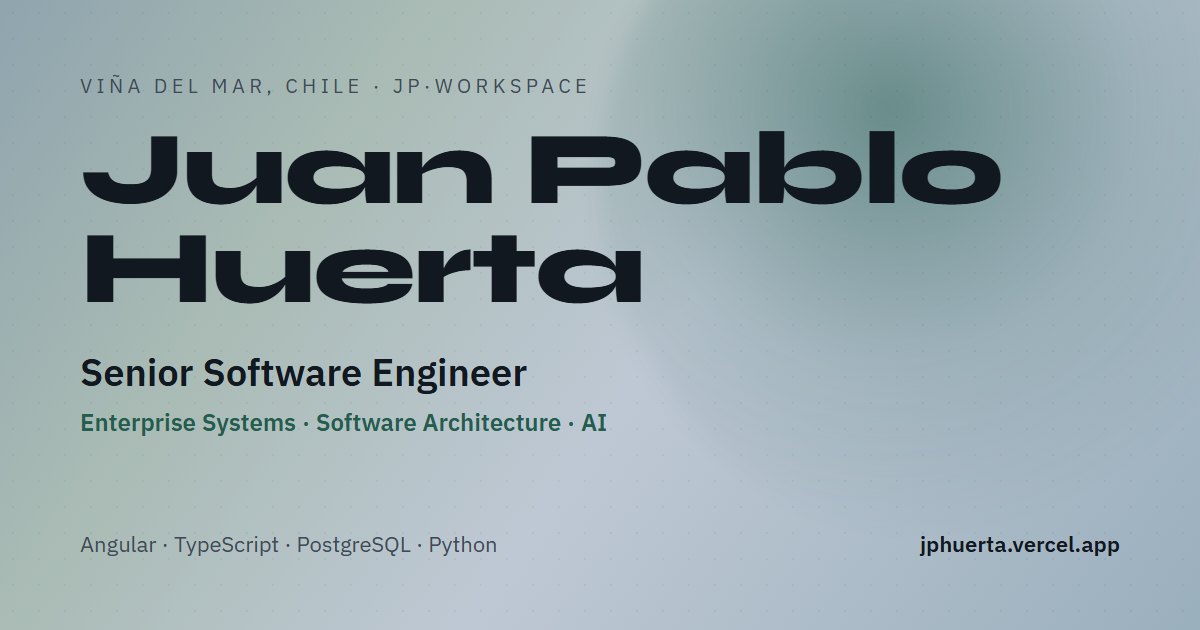 VIÑA DEL MAR, CHILE · JP·WORKSPACE
Juan Pablo
Huerta
Senior Software Engineer
Enterprise Systems · Software Architecture · AI
Angular · TypeScript · PostgreSQL · Python
jphuerta.vercel.app